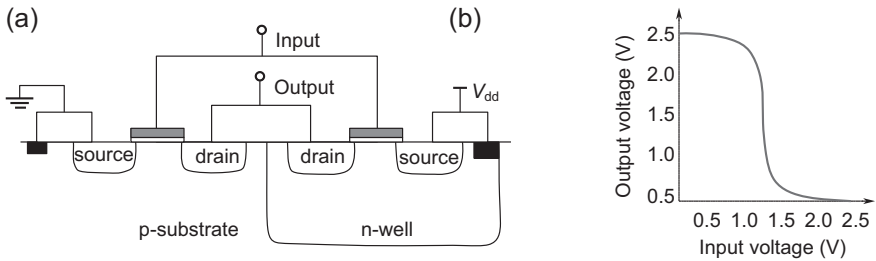 (a)
Input
Output
V_dd
source
drain
drain
source
p-substrate
n-well
(b)
Output voltage (V)
2.5
2.0
1.5
1.0
0.5
0.5 1.0 1.5 2.0 2.5
Input voltage (V)